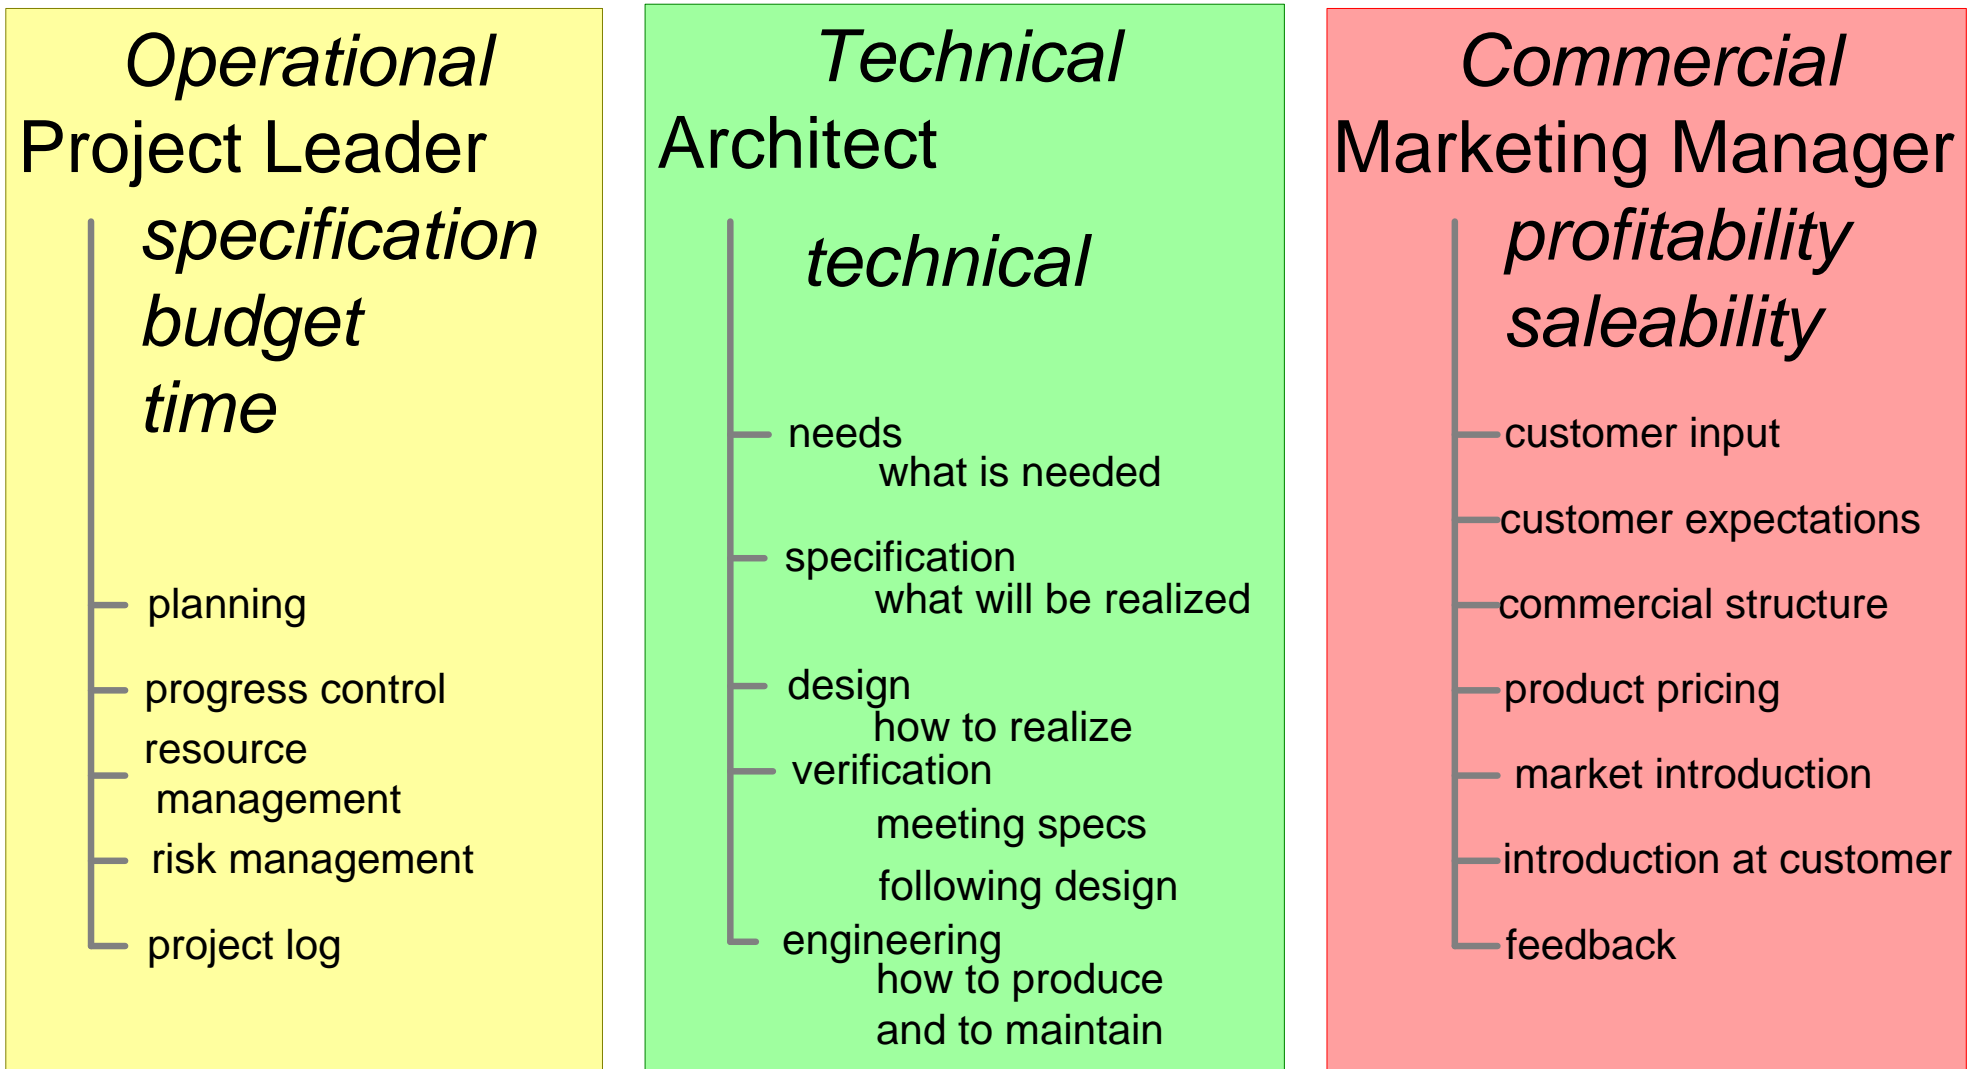 Operational
Project Leader
specification
budget
time
planning
progress control
resource
management
risk management
project log
Technical
Architect
technical
needs
what is needed
specification
what will be realized
design
how to realize
verification
meeting specs
following design
engineering
how to produce
and to maintain
Commercial
Marketing Manager
profitability
saleability
customer input
customer expectations
commercial structure
product pricing
market introduction
introduction at customer
feedback